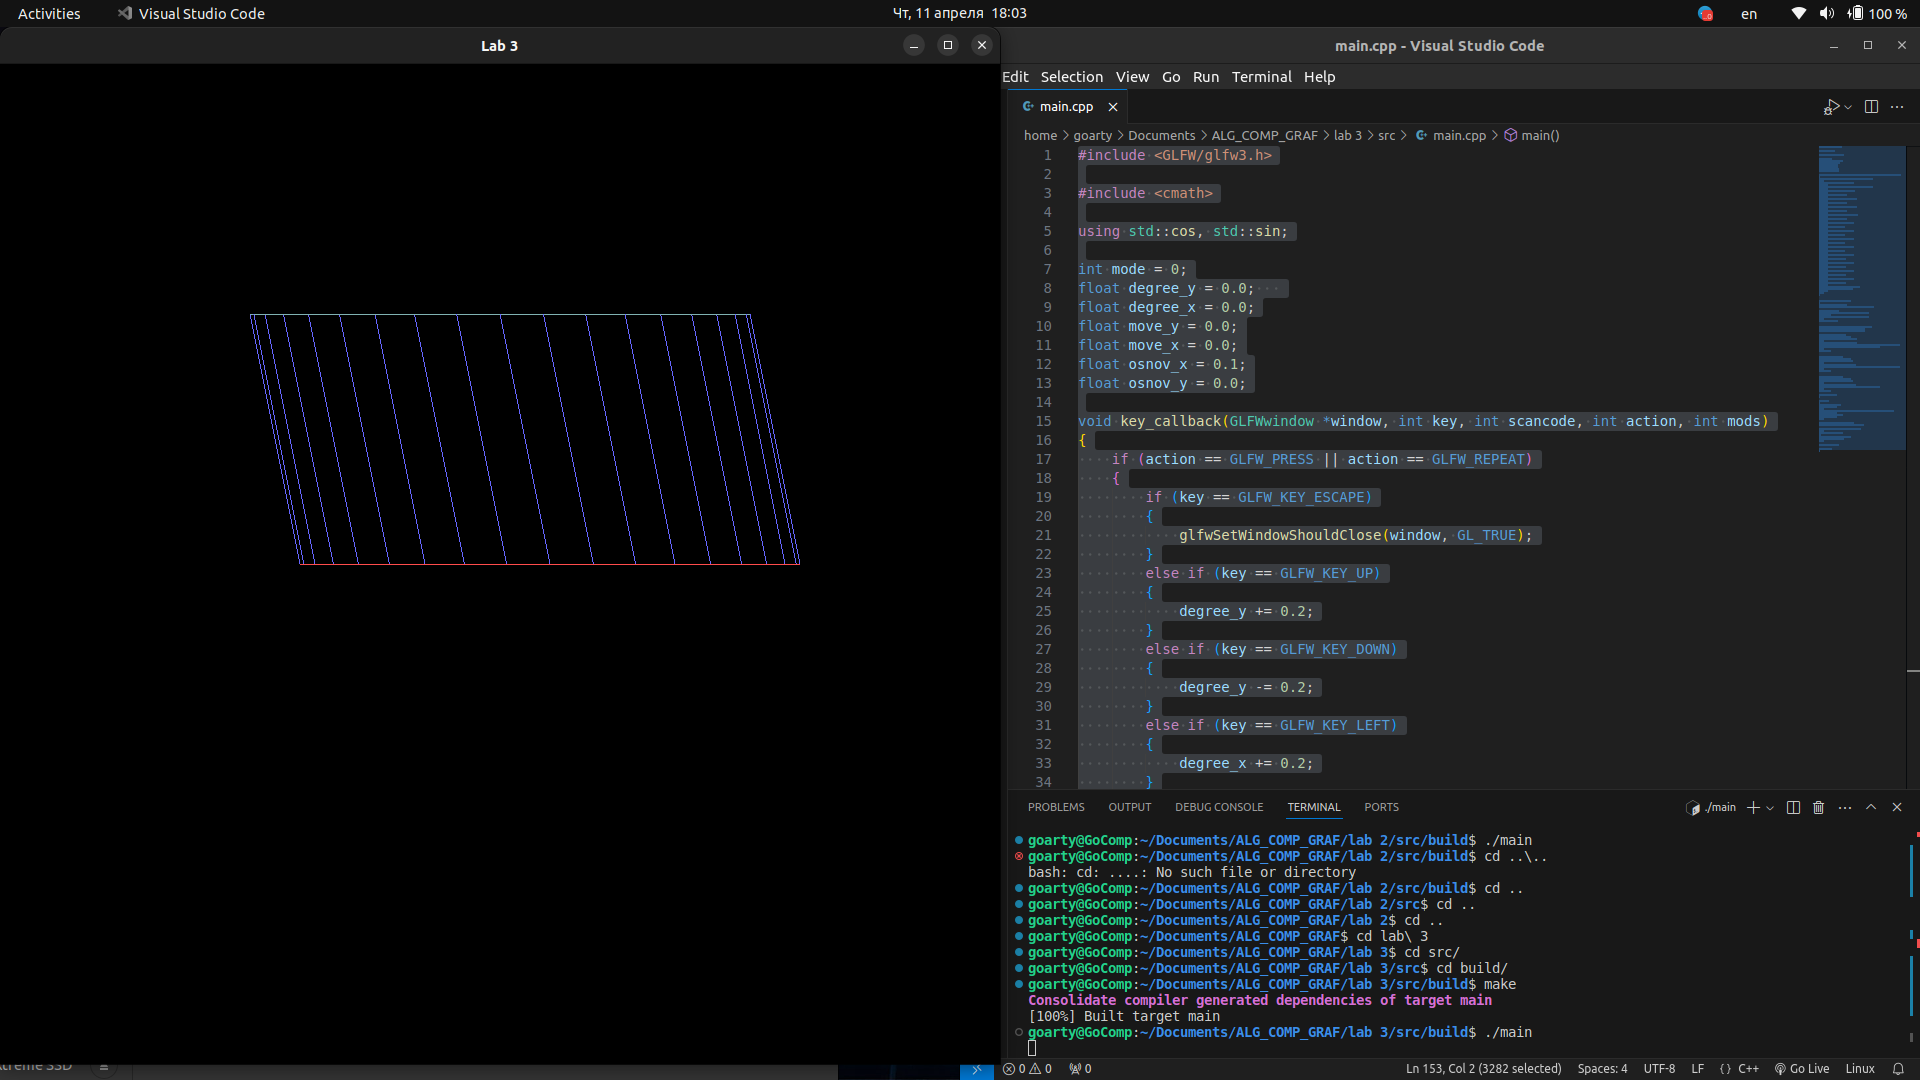 Activities
Visual Studio Code
Чт, 11 апреля 18:03
en
100 %
Lab 3
main.cpp - Visual Studio Code
Edit Selection View Go Run Terminal Help
main.cpp
home > goarty > Documents > ALG_COMP_GRAF > lab 3 > src > main.cpp > main()
1 #include <GLFW/glfw3.h>
2
3 #include <cmath>
4
5 using std::cos, std::sin;
6
7 int mode = 0;
8 float degree_y = 0.0;
9 float degree_x = 0.0;
10 float move_y = 0.0;
11 float move_x = 0.0;
12 float osnov_x = 0.1;
13 float osnov_y = 0.0;
14
15 void key_callback(GLFWwindow *window, int key, int scancode, int action, int mods)
16 {
17 if (action == GLFW_PRESS || action == GLFW_REPEAT)
18 {
19 if (key == GLFW_KEY_ESCAPE)
20 {
21 glfwSetWindowShouldClose(window, GL_TRUE);
22 }
23 else if (key == GLFW_KEY_UP)
24 {
25 degree_y += 0.2;
26 }
27 else if (key == GLFW_KEY_DOWN)
28 {
29 degree_y -= 0.2;
30 }
31 else if (key == GLFW_KEY_LEFT)
32 {
33 degree_x += 0.2;
34 }
PROBLEMS OUTPUT DEBUG CONSOLE TERMINAL PORTS
./main
goarty@GoComp:~/Documents/ALG_COMP_GRAF/lab 2/src/build$ ./main
goarty@GoComp:~/Documents/ALG_COMP_GRAF/lab 2/src/build$ cd ..\..
bash: cd: ....: No such file or directory
goarty@GoComp:~/Documents/ALG_COMP_GRAF/lab 2/src/build$ cd ..
goarty@GoComp:~/Documents/ALG_COMP_GRAF/lab 2/src$ cd ..
goarty@GoComp:~/Documents/ALG_COMP_GRAF/lab 2$ cd ..
goarty@GoComp:~/Documents/ALG_COMP_GRAF$ cd lab\ 3
goarty@GoComp:~/Documents/ALG_COMP_GRAF/lab 3$ cd src/
goarty@GoComp:~/Documents/ALG_COMP_GRAF/lab 3/src$ cd build/
goarty@GoComp:~/Documents/ALG_COMP_GRAF/lab 3/src/build$ make
Consolidate compiler generated dependencies of target main
[100%] Built target main
goarty@GoComp:~/Documents/ALG_COMP_GRAF/lab 3/src/build$ ./main
0 0 0
Ln 153, Col 2 (3282 selected) Spaces: 4 UTF-8 LF {} C++ Go Live Linux